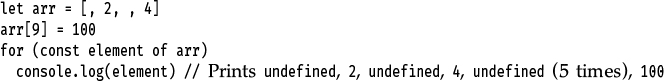 let arr = [, 2, , 4]
arr[9] = 100
for (const element of arr)
  console.log(element) // Prints undefined, 2, undefined, 4, undefined (5 times), 100